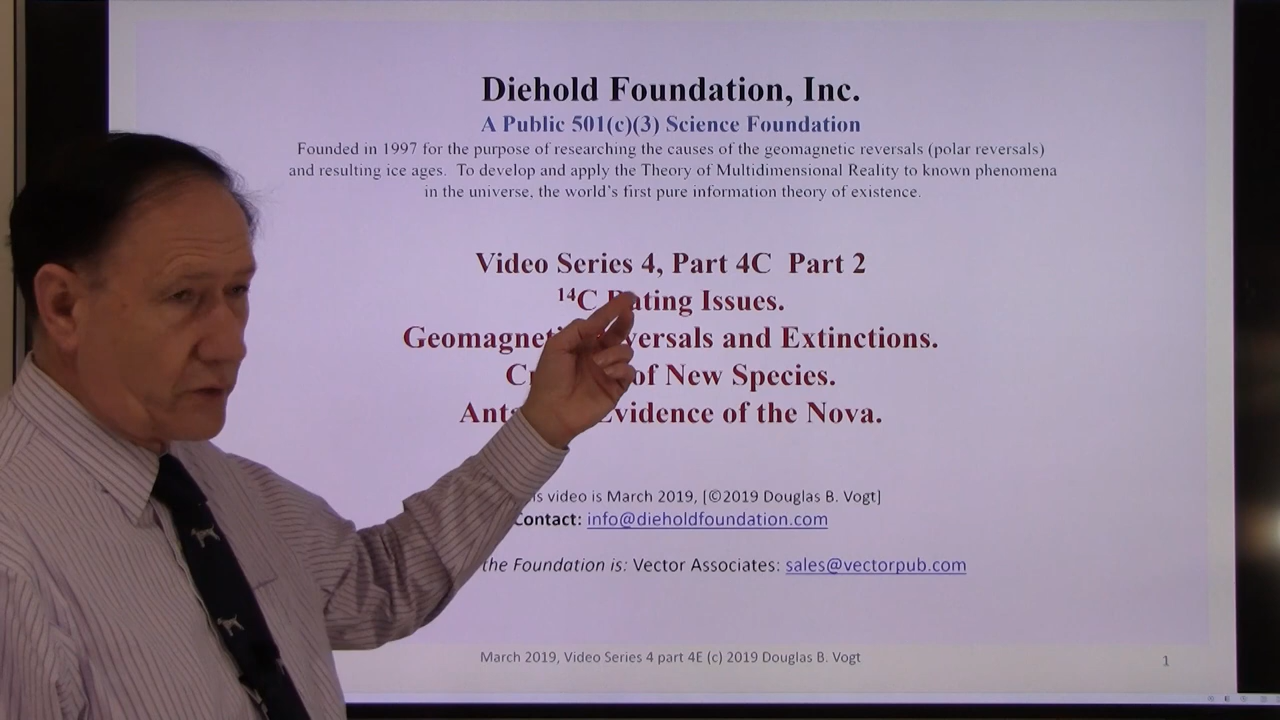 Diehold Foundation, Inc.
A Public 501(c)(3) Science Foundation
Founded in 1997 for the purpose of researching the causes of the geomagnetic reversals (polar reversals)
and resulting ice ages. To develop and apply the Theory of Multidimensional Reality to known phenomena
in the universe, the world's first pure information theory of existence.
Video Series 4, Part 4C Part 2
¹⁴C Dating Issues.
and Extinctions.
of New Species.
Evidence of the Nova.
video is March 2019, [©2019 Douglas B. Vogt]
Contact: info@dieholdfoundation.com
the Foundation is: Vector Associates: sales@vectorpub.com
March 2019, Video Series 4 part 4E (c) 2019 Douglas B. Vogt
1